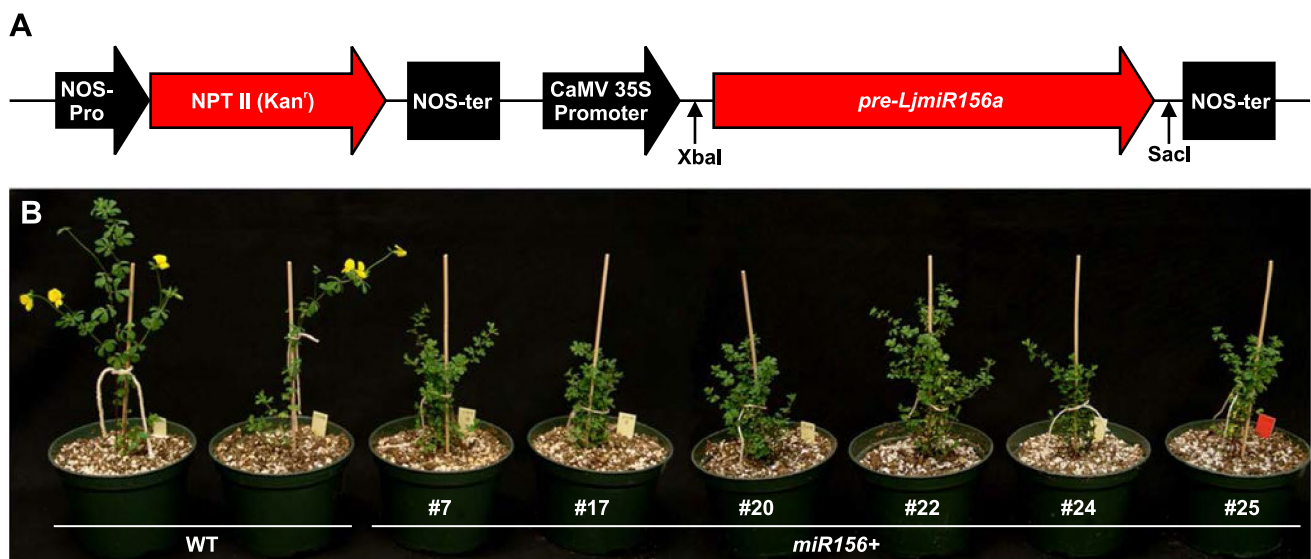 A
NOS-
Pro
NPT II (Kanʳ)
NOS-ter
CaMV 35S
Promoter
pre-LjmiR156a
NOS-ter
XbaI
SacI
B
#7
#17
#20
#22
#24
#25
WT
miR156+